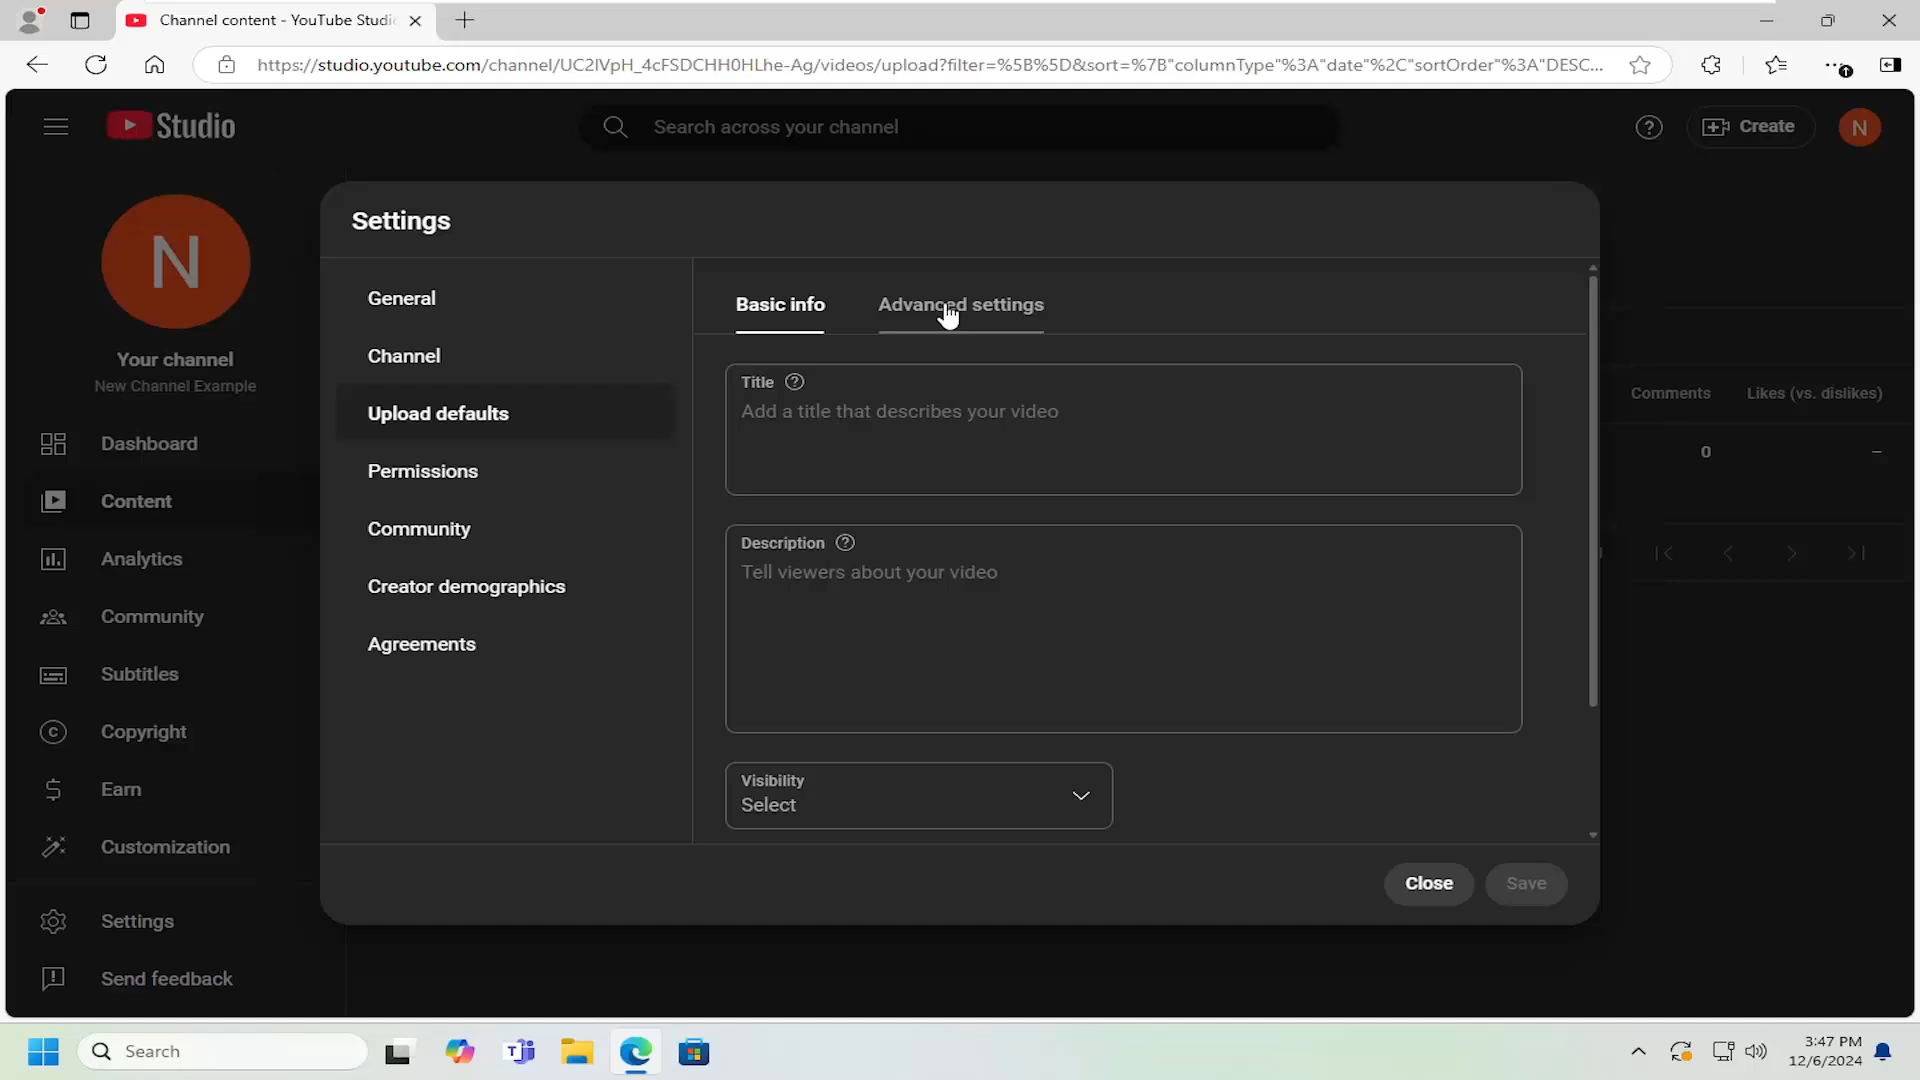 Channel content - YouTube Studi
https://studio.youtube.com/channel/UC2IVpH_4cFSDCHH0HLhe-Ag/videos/upload?filter=%5B%5D&sort=%7B"columnType"%3A"date"%2C"sortOrder"%3A"DESC...
Studio
Search across your channel
Create
N
N
Your channel
New Channel Example
Dashboard
Content
Analytics
Community
Subtitles
Copyright
Earn
Customization
Settings
Send feedback
Settings
General
Channel
Upload defaults
Permissions
Community
Creator demographics
Agreements
Basic info
Advanced settings
Title
Add a title that describes your video
Description
Tell viewers about your video
Visibility
Select
Close
Save
Comments
Likes (vs. dislikes)
0
–
Search
3:47 PM
12/6/2024